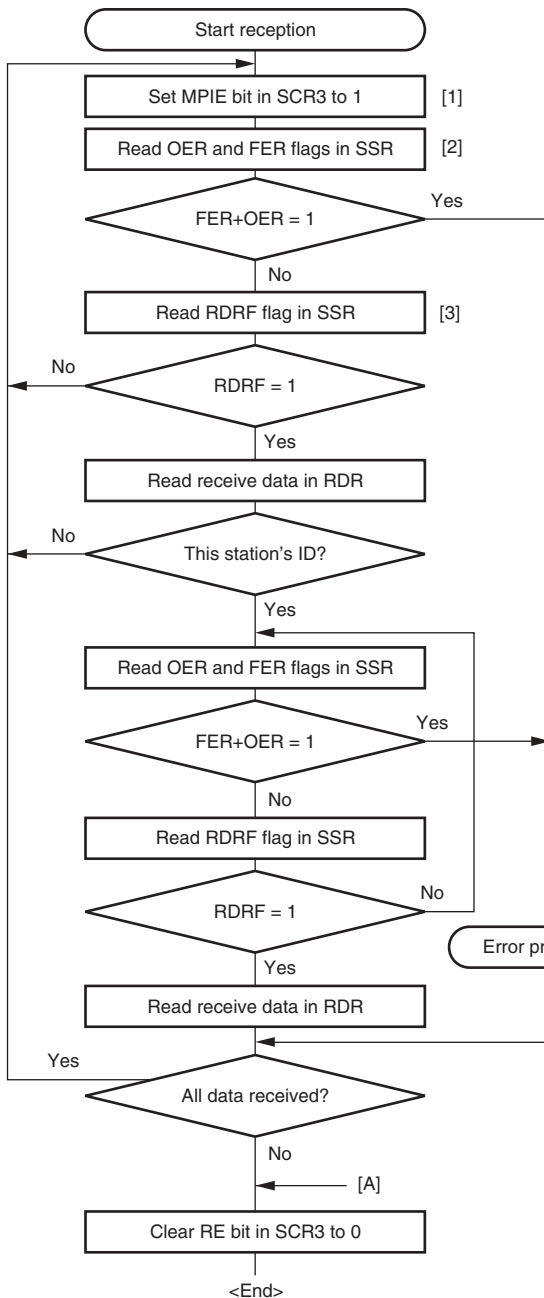 Start reception
Set MPIE bit in SCR3 to 1 [1]
Read OER and FER flags in SSR [2]
Yes
FER+OER = 1
No
Read RDRF flag in SSR [3]
No
RDRF = 1
Yes
Read receive data in RDR
No
This station's ID?
Yes
Read OER and FER flags in SSR
Yes
FER+OER = 1
No
Read RDRF flag in SSR
No
RDRF = 1
Yes
Error pr
Read receive data in RDR
Yes
All data received?
No
[A]
Clear RE bit in SCR3 to 0
<End>